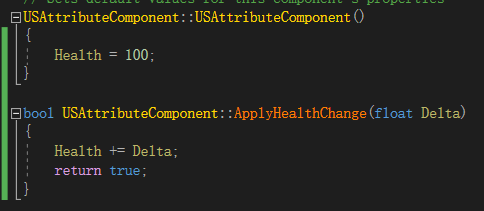 // Sets default values for this component's properties
USAttributeComponent::USAttributeComponent()
{
Health = 100;
}
bool USAttributeComponent::ApplyHealthChange(float Delta)
{
Health += Delta;
return true;
}